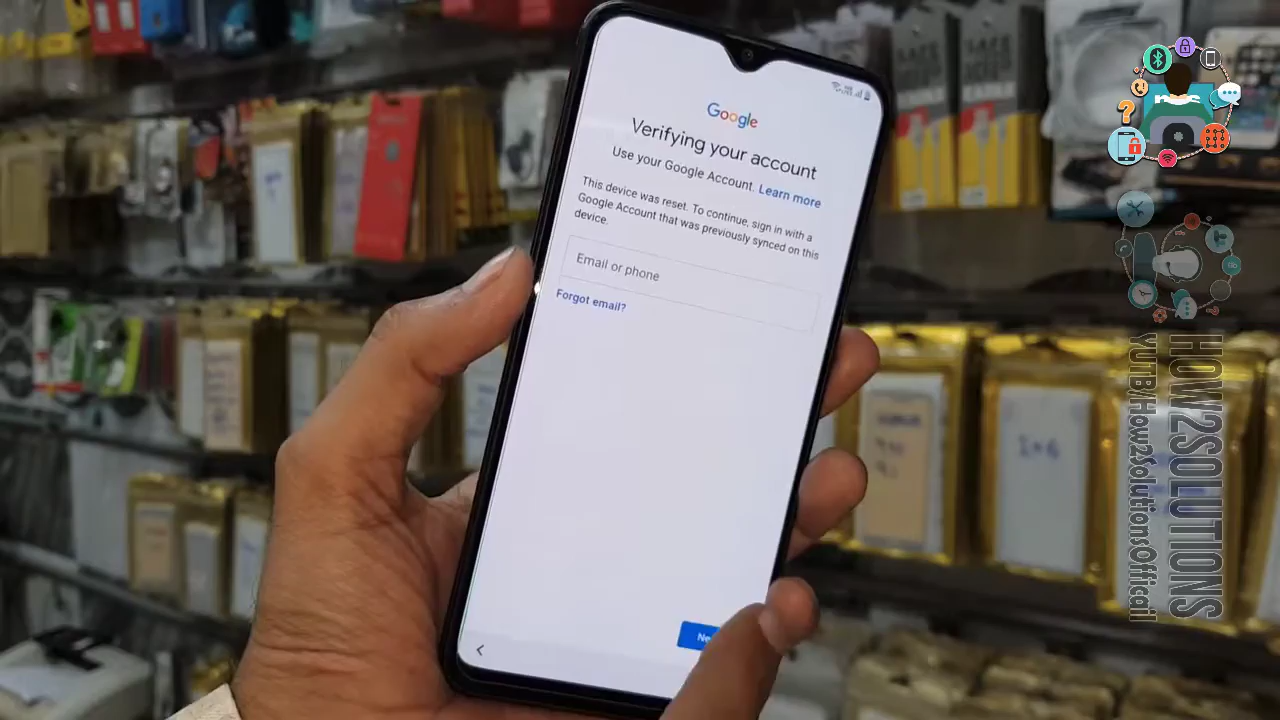 Google
Verifying your account
Use your Google Account. Learn more
This device was reset. To continue, sign in with a
Google Account that was previously synced on this
device.
Email or phone
Forgot email?
HOW2SOLUTIONS
YUTB/How2SolutionsOfficail